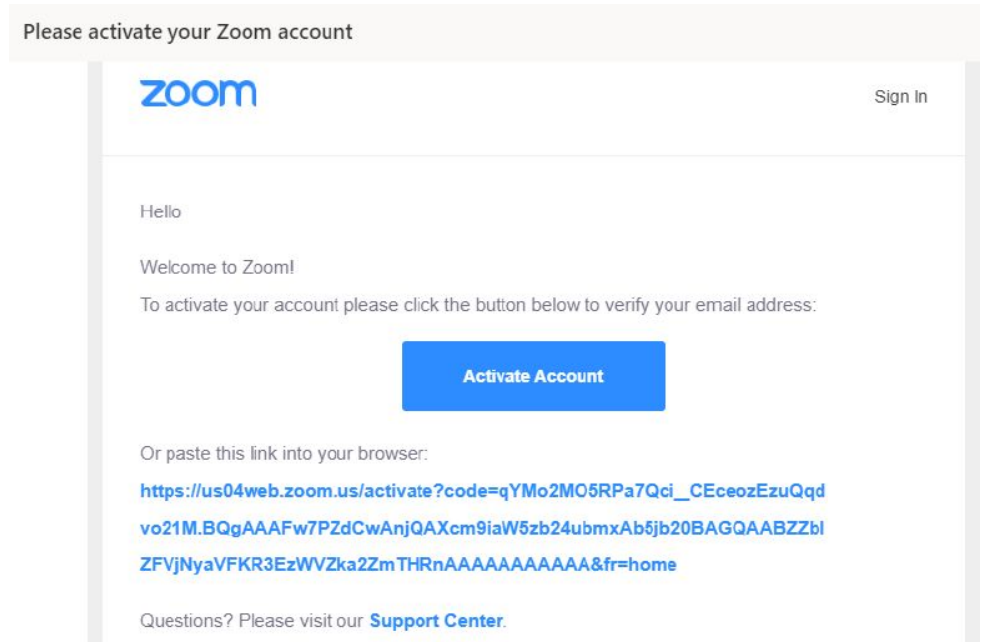 Please activate your Zoom account
zoom
Sign In
Hello
Welcome to Zoom!
To activate your account please click the button below to verify your email address:
Activate Account
Or paste this link into your browser:
https://us04web.zoom.us/activate?code=qYMo2MO5RPa7Qci_CEceozEzuQqd
vo21M.BQgAAAFw7PZdCwAnjQAXcm9iaW5zb24ubmxAb5jb20BAGQAABZZbl
ZFVjNyaVFKR3EzWVZka2ZmTHRnAAAAAAAAAAA&fr=home
Questions? Please visit our Support Center.